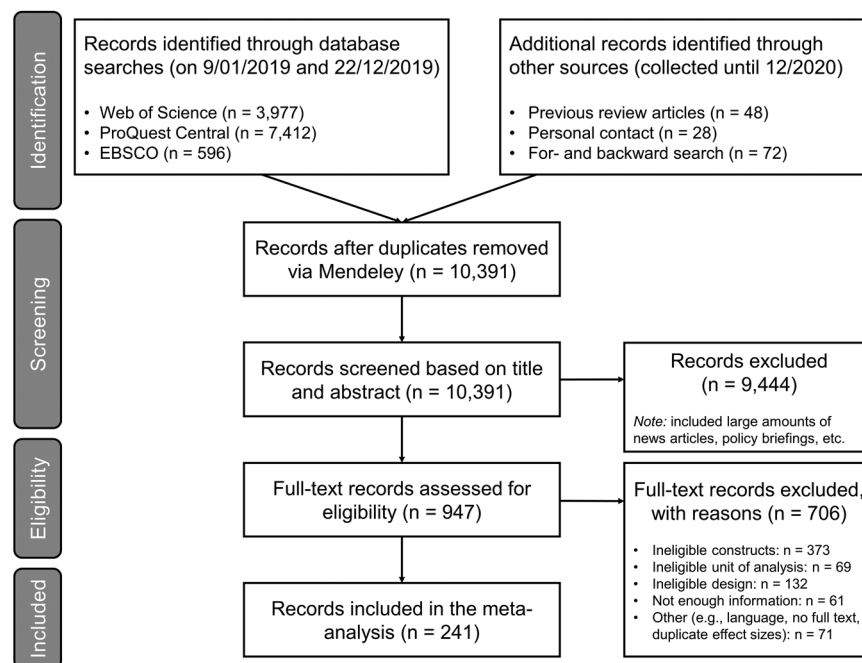 Identification
Records identified through database
searches (on 9/01/2019 and 22/12/2019)
• Web of Science (n = 3,977)
• ProQuest Central (n = 7,412)
• EBSCO (n = 596)
Additional records identified through
other sources (collected until 12/2020)
• Previous review articles (n = 48)
• Personal contact (n = 28)
• For- and backward search (n = 72)
Screening
Records after duplicates removed
via Mendeley (n = 10,391)
Records screened based on title
and abstract (n = 10,391)
Records excluded
(n = 9,444)
Note: included large amounts of
news articles, policy briefings, etc.
Eligibility
Full-text records assessed for
eligibility (n = 947)
Full-text records excluded,
with reasons (n = 706)
• Ineligible constructs: n = 373
• Ineligible unit of analysis: n = 69
• Ineligible design: n = 132
• Not enough information: n = 61
• Other (e.g., language, no full text,
duplicate effect sizes): n = 71
Included
Records included in the meta-
analysis (n = 241)